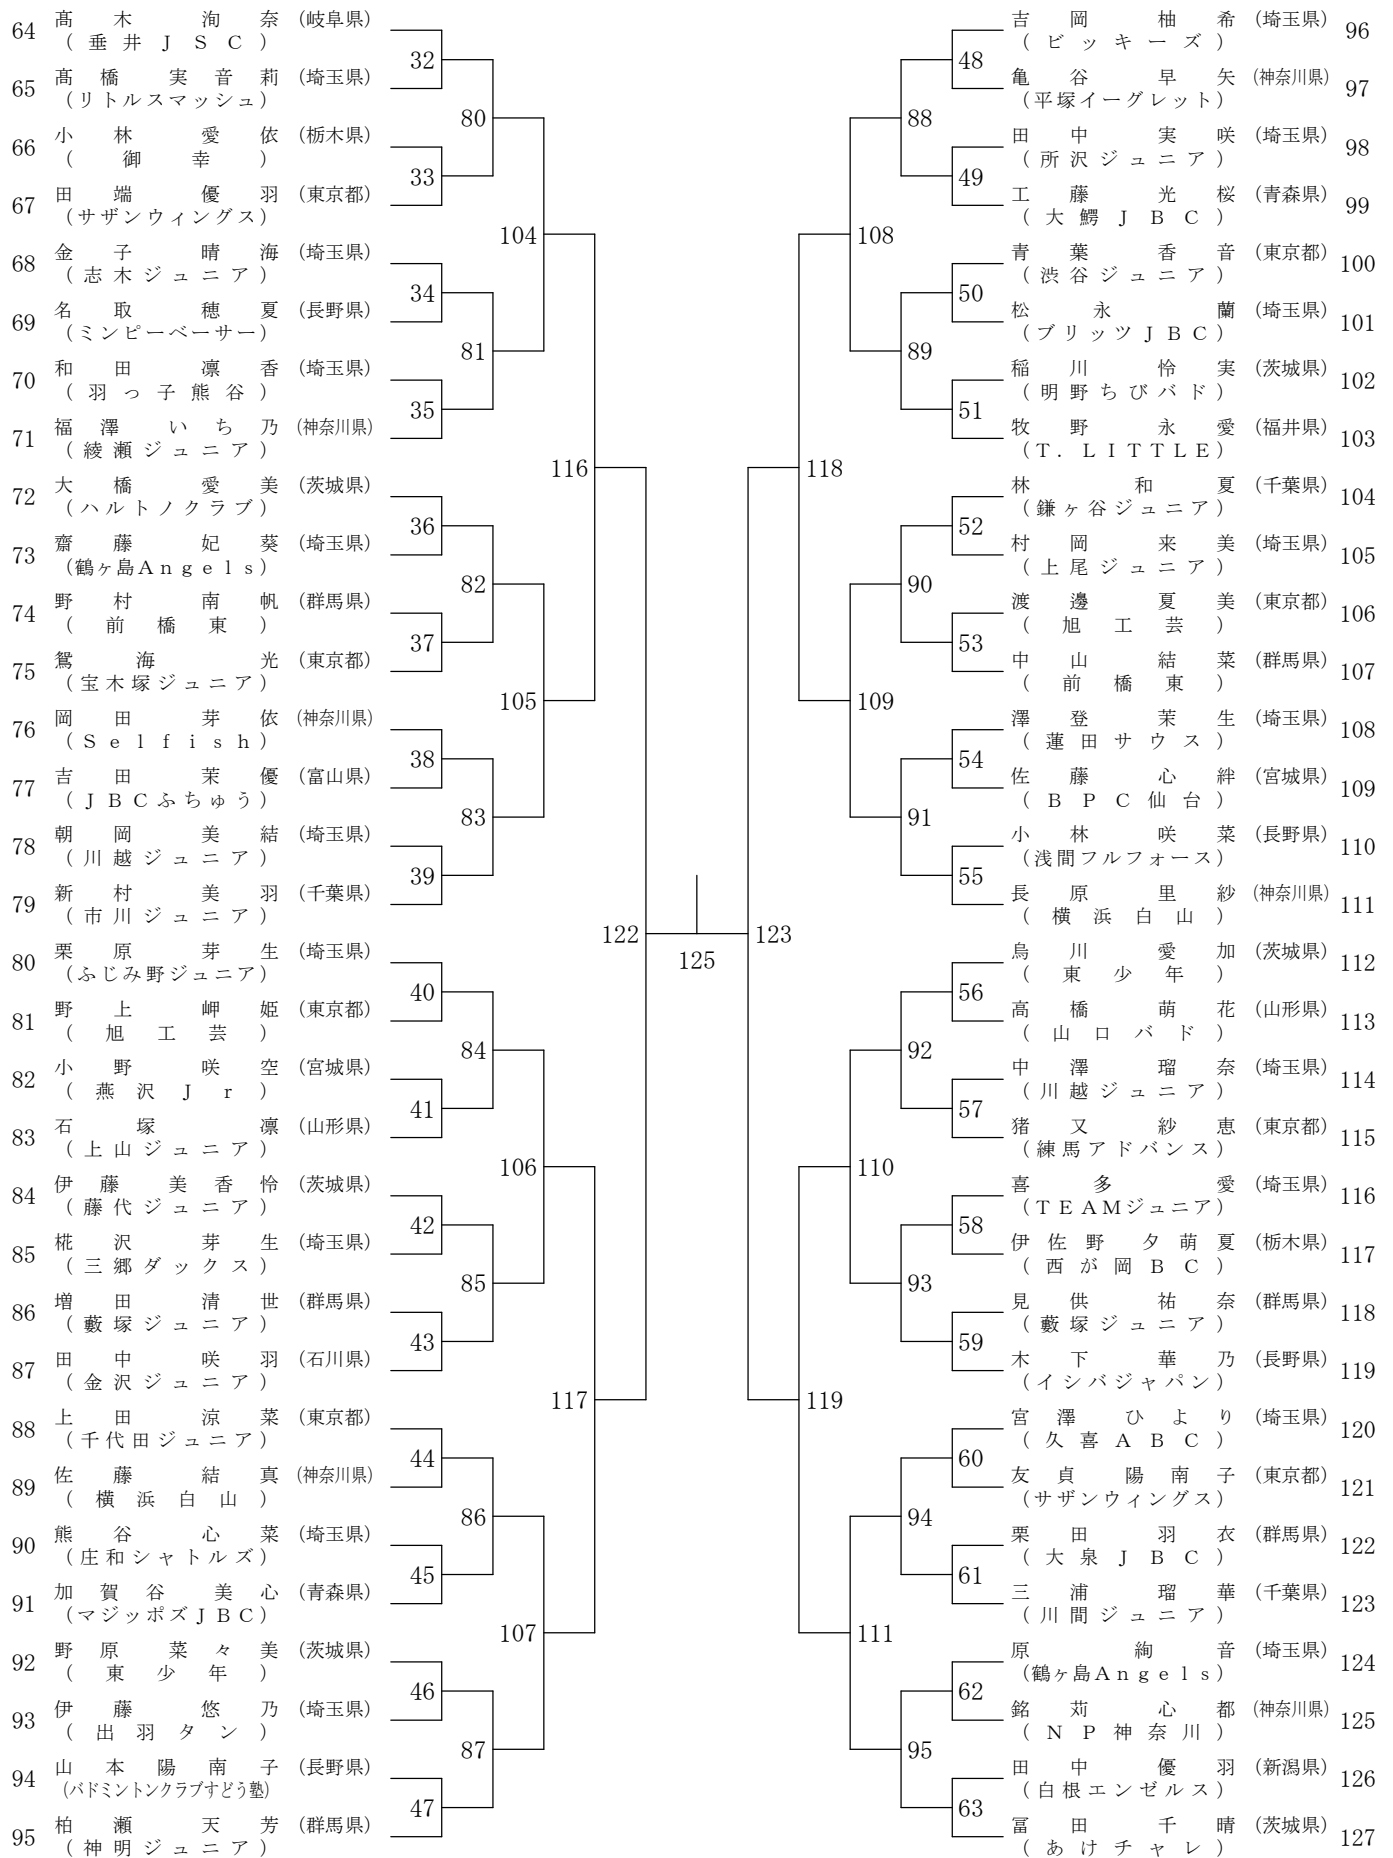 64 髙木 洵奈 (岐阜県)
(垂井JSC)
32
65 髙橋 実音莉 (埼玉県)
(リトルスマッシュ)
80
66 小林 愛依 (栃木県)
(御幸)
33
67 田端 優羽 (東京都)
(サザンウィングス)
104
68 金子 晴海 (埼玉県)
(志木ジュニア)
34
69 名取 穂夏 (長野県)
(ミンピーベーサー)
81
70 和田 凛香 (埼玉県)
(羽っ子熊谷)
35
71 福澤 いち乃 (神奈川県)
(綾瀬ジュニア)
116
72 大橋 愛美 (茨城県)
(ハルトノクラブ)
36
73 齋藤 妃葵 (埼玉県)
(鶴ヶ島Angels)
82
74 野村 南帆 (群馬県)
(前橋東)
37
75 鴛海 光 (東京都)
(宝木塚ジュニア)
105
76 岡田 芽依 (神奈川県)
(Selfish)
38
77 吉田 茉優 (富山県)
(JBCふちゅう)
83
78 朝岡 美結 (埼玉県)
(川越ジュニア)
39
79 新村 美羽 (千葉県)
(市川ジュニア)
122
80 栗原 芽生 (埼玉県)
(ふじみ野ジュニア)
40
81 野上 岬姫 (東京都)
(旭工芸)
84
82 小野 咲空 (宮城県)
(燕沢Jr)
41
83 石塚 凛 (山形県)
(上山ジュニア)
106
84 伊藤 美香怜 (茨城県)
(藤代ジュニア)
42
85 椛沢 芽生 (埼玉県)
(三郷ダックス)
85
86 増田 清世 (群馬県)
(藪塚ジュニア)
43
87 田中 咲羽 (石川県)
(金沢ジュニア)
117
88 上田 涼菜 (東京都)
(千代田ジュニア)
44
89 佐藤 結真 (神奈川県)
(横浜白山)
86
90 熊谷 心菜 (埼玉県)
(庄和シャトルズ)
45
91 加賀谷 美心 (青森県)
(マジッポズJBC)
107
92 野原 菜々美 (茨城県)
(東少年)
46
93 伊藤 悠乃 (埼玉県)
(出羽タン)
87
94 山本 陽南子 (長野県)
(バドミントンクラブすどう塾)
47
95 柏瀬 天芳 (群馬県)
(神明ジュニア)
125
吉岡 柚希 (埼玉県) 96
(ビッキーズ)
48
亀谷 早矢 (神奈川県) 97
(平塚イーグレット)
88
田中 実咲 (埼玉県) 98
(所沢ジュニア)
49
工藤 光桜 (青森県) 99
(大鰐JBC)
108
青葉 香音 (東京都) 100
(渋谷ジュニア)
50
松永 蘭 (埼玉県) 101
(ブリッツJBC)
89
稲川 怜実 (茨城県) 102
(明野ちびバド)
51
牧野 永愛 (福井県) 103
(T．LITTLE)
118
林 和夏 (千葉県) 104
(鎌ヶ谷ジュニア)
52
村岡 来美 (埼玉県) 105
(上尾ジュニア)
90
渡邊 夏美 (東京都) 106
(旭工芸)
53
中山 結菜 (群馬県) 107
(前橋東)
109
澤登 茉生 (埼玉県) 108
(蓮田サウス)
54
佐藤 心絆 (宮城県) 109
(BPC仙台)
91
小林 咲菜 (長野県) 110
(浅間フルフォース)
55
長原 里紗 (神奈川県) 111
(横浜白山)
123
烏川 愛加 (茨城県) 112
(東少年)
56
高橋 萌花 (山形県) 113
(山口バド)
92
中澤 瑠奈 (埼玉県) 114
(川越ジュニア)
57
猪又 紗恵 (東京都) 115
(練馬アドバンス)
110
喜多 愛 (埼玉県) 116
(TEAMジュニア)
58
伊佐野 夕萌夏 (栃木県) 117
(西が岡BC)
93
見供 祐奈 (群馬県) 118
(藪塚ジュニア)
59
木下 華乃 (長野県) 119
(イシバジャパン)
119
宮澤 ひより (埼玉県) 120
(久喜ABC)
60
友貞 陽南子 (東京都) 121
(サザンウィングス)
94
栗田 羽衣 (群馬県) 122
(大泉JBC)
61
三浦 瑠華 (千葉県) 123
(川間ジュニア)
111
原 絢音 (埼玉県) 124
(鶴ヶ島Angels)
62
銘苅 心都 (神奈川県) 125
(NP神奈川)
95
田中 優羽 (新潟県) 126
(白根エンゼルス)
63
冨田 千晴 (茨城県) 127
(あけチャレ)